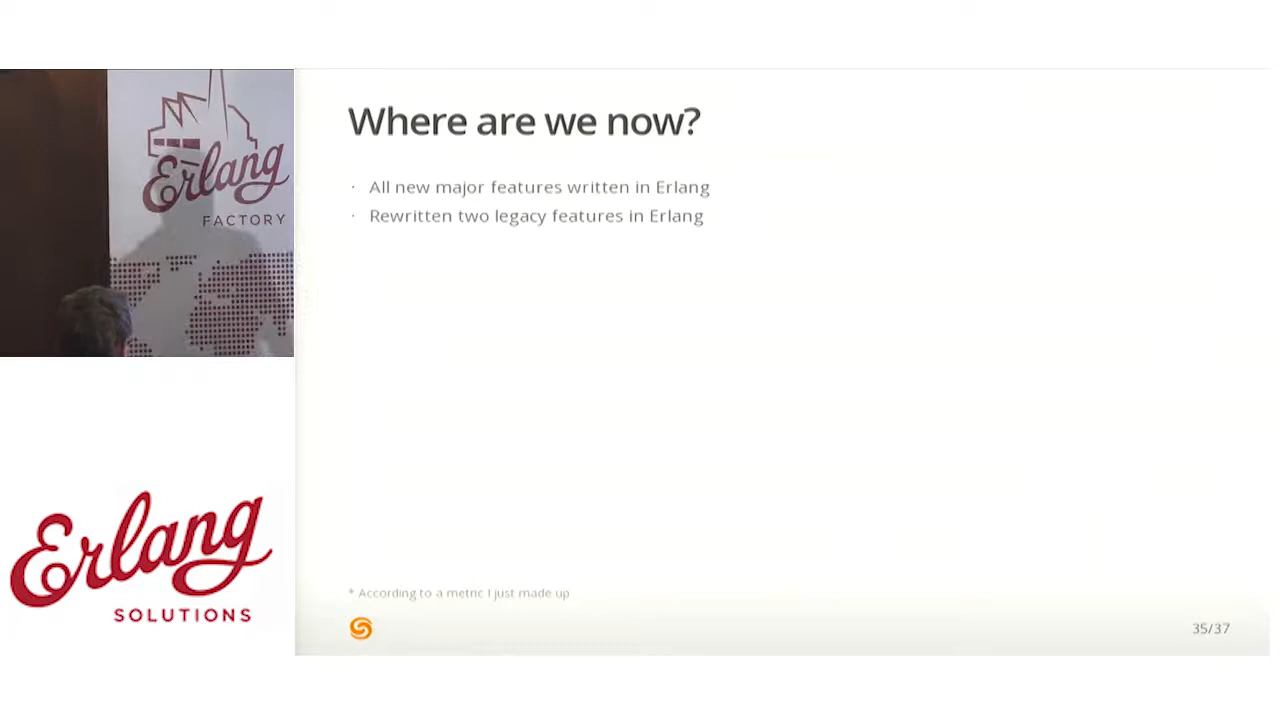 Erlang
FACTORY
Erlang
SOLUTIONS
Where are we now?
· All new major features written in Erlang
· Rewritten two legacy features in Erlang
* According to a metric I just made up
35/37